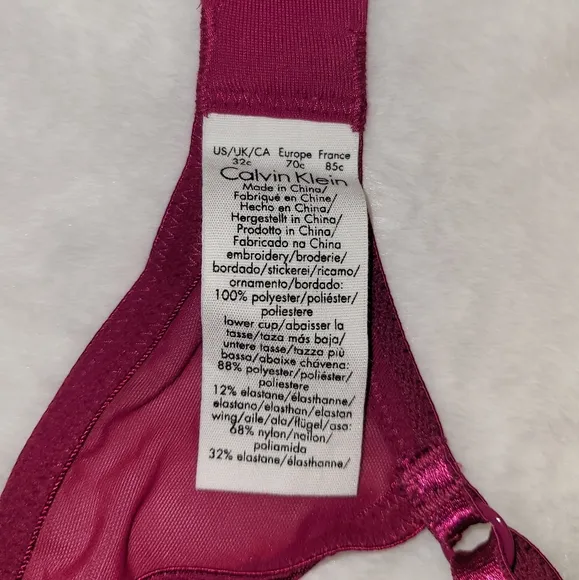 US/UK/CA Europe France
32c 70c 85c
Calvin Klein
Made in China/
Fabriqué en Chine/
Hecho en China/
Hergestellt in China/
Prodotto in China/
Fabricado na China
embroidery/broderie/
bordado/stickerei/ricamo/
ornamento/bordado:
100% polyester/poliéster/
poliestere
lower cup/abaisser la
tasse/taza más baja/
untere tasse/tazza più
bassa/abaixe chávena:
88% polyester/poliéster/
poliestere
12% elastane/élasthanne/
elastano/elasthan/elastan
wing/aile/ala/flügel/asa:
68% nylon/nailon/
poliamida
32% elastane/élasthanne/